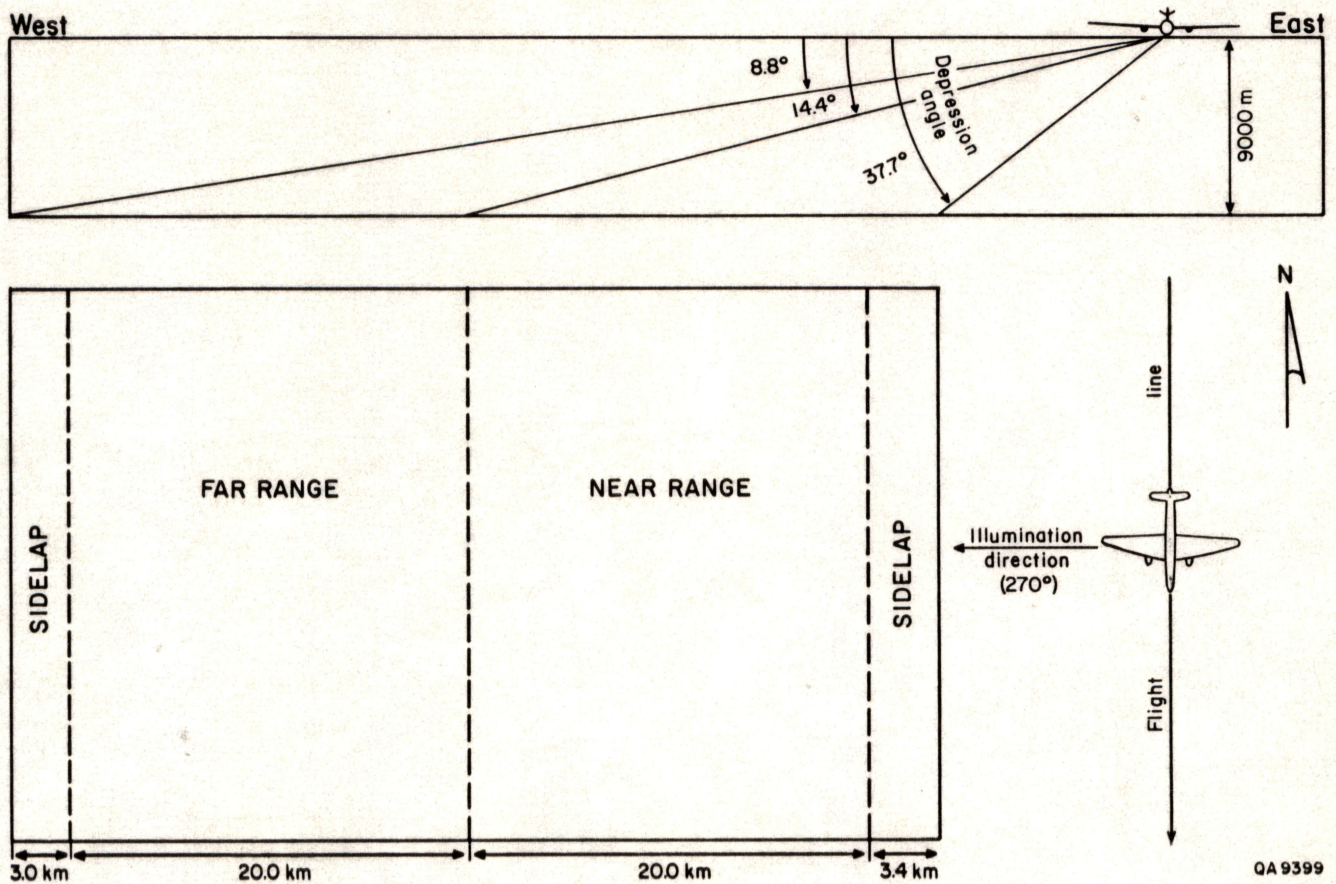 West
East
8.8°
14.4°
37.7°
Depression
angle
9000 m
N
line
FAR RANGE
NEAR RANGE
SIDELAP
SIDELAP
Illumination
direction
(270°)
Flight
3.0 km
20.0 km
20.0 km
3.4 km
QA 9399